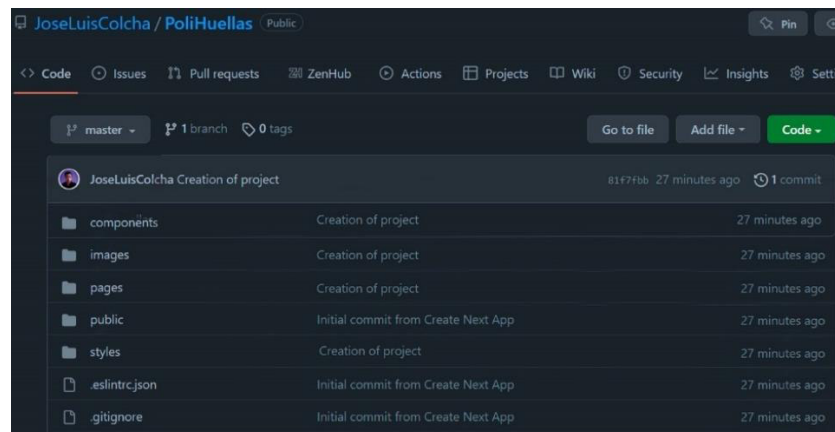 JoseLuisColcha / PoliHuellas Public Pin
Code Issues Pull requests ZenHub Actions Projects Wiki Security Insights Sett
master 1 branch 0 tags Go to file Add file Code
JoseLuisColcha Creation of project 81f7fbb 27 minutes ago 1 commit
components Creation of project 27 minutes ago
images Creation of project 27 minutes ago
pages Creation of project 27 minutes ago
public Initial commit from Create Next App 27 minutes ago
styles Creation of project 27 minutes ago
.eslintrc.json Initial commit from Create Next App 27 minutes ago
.gitignore Initial commit from Create Next App 27 minutes ago